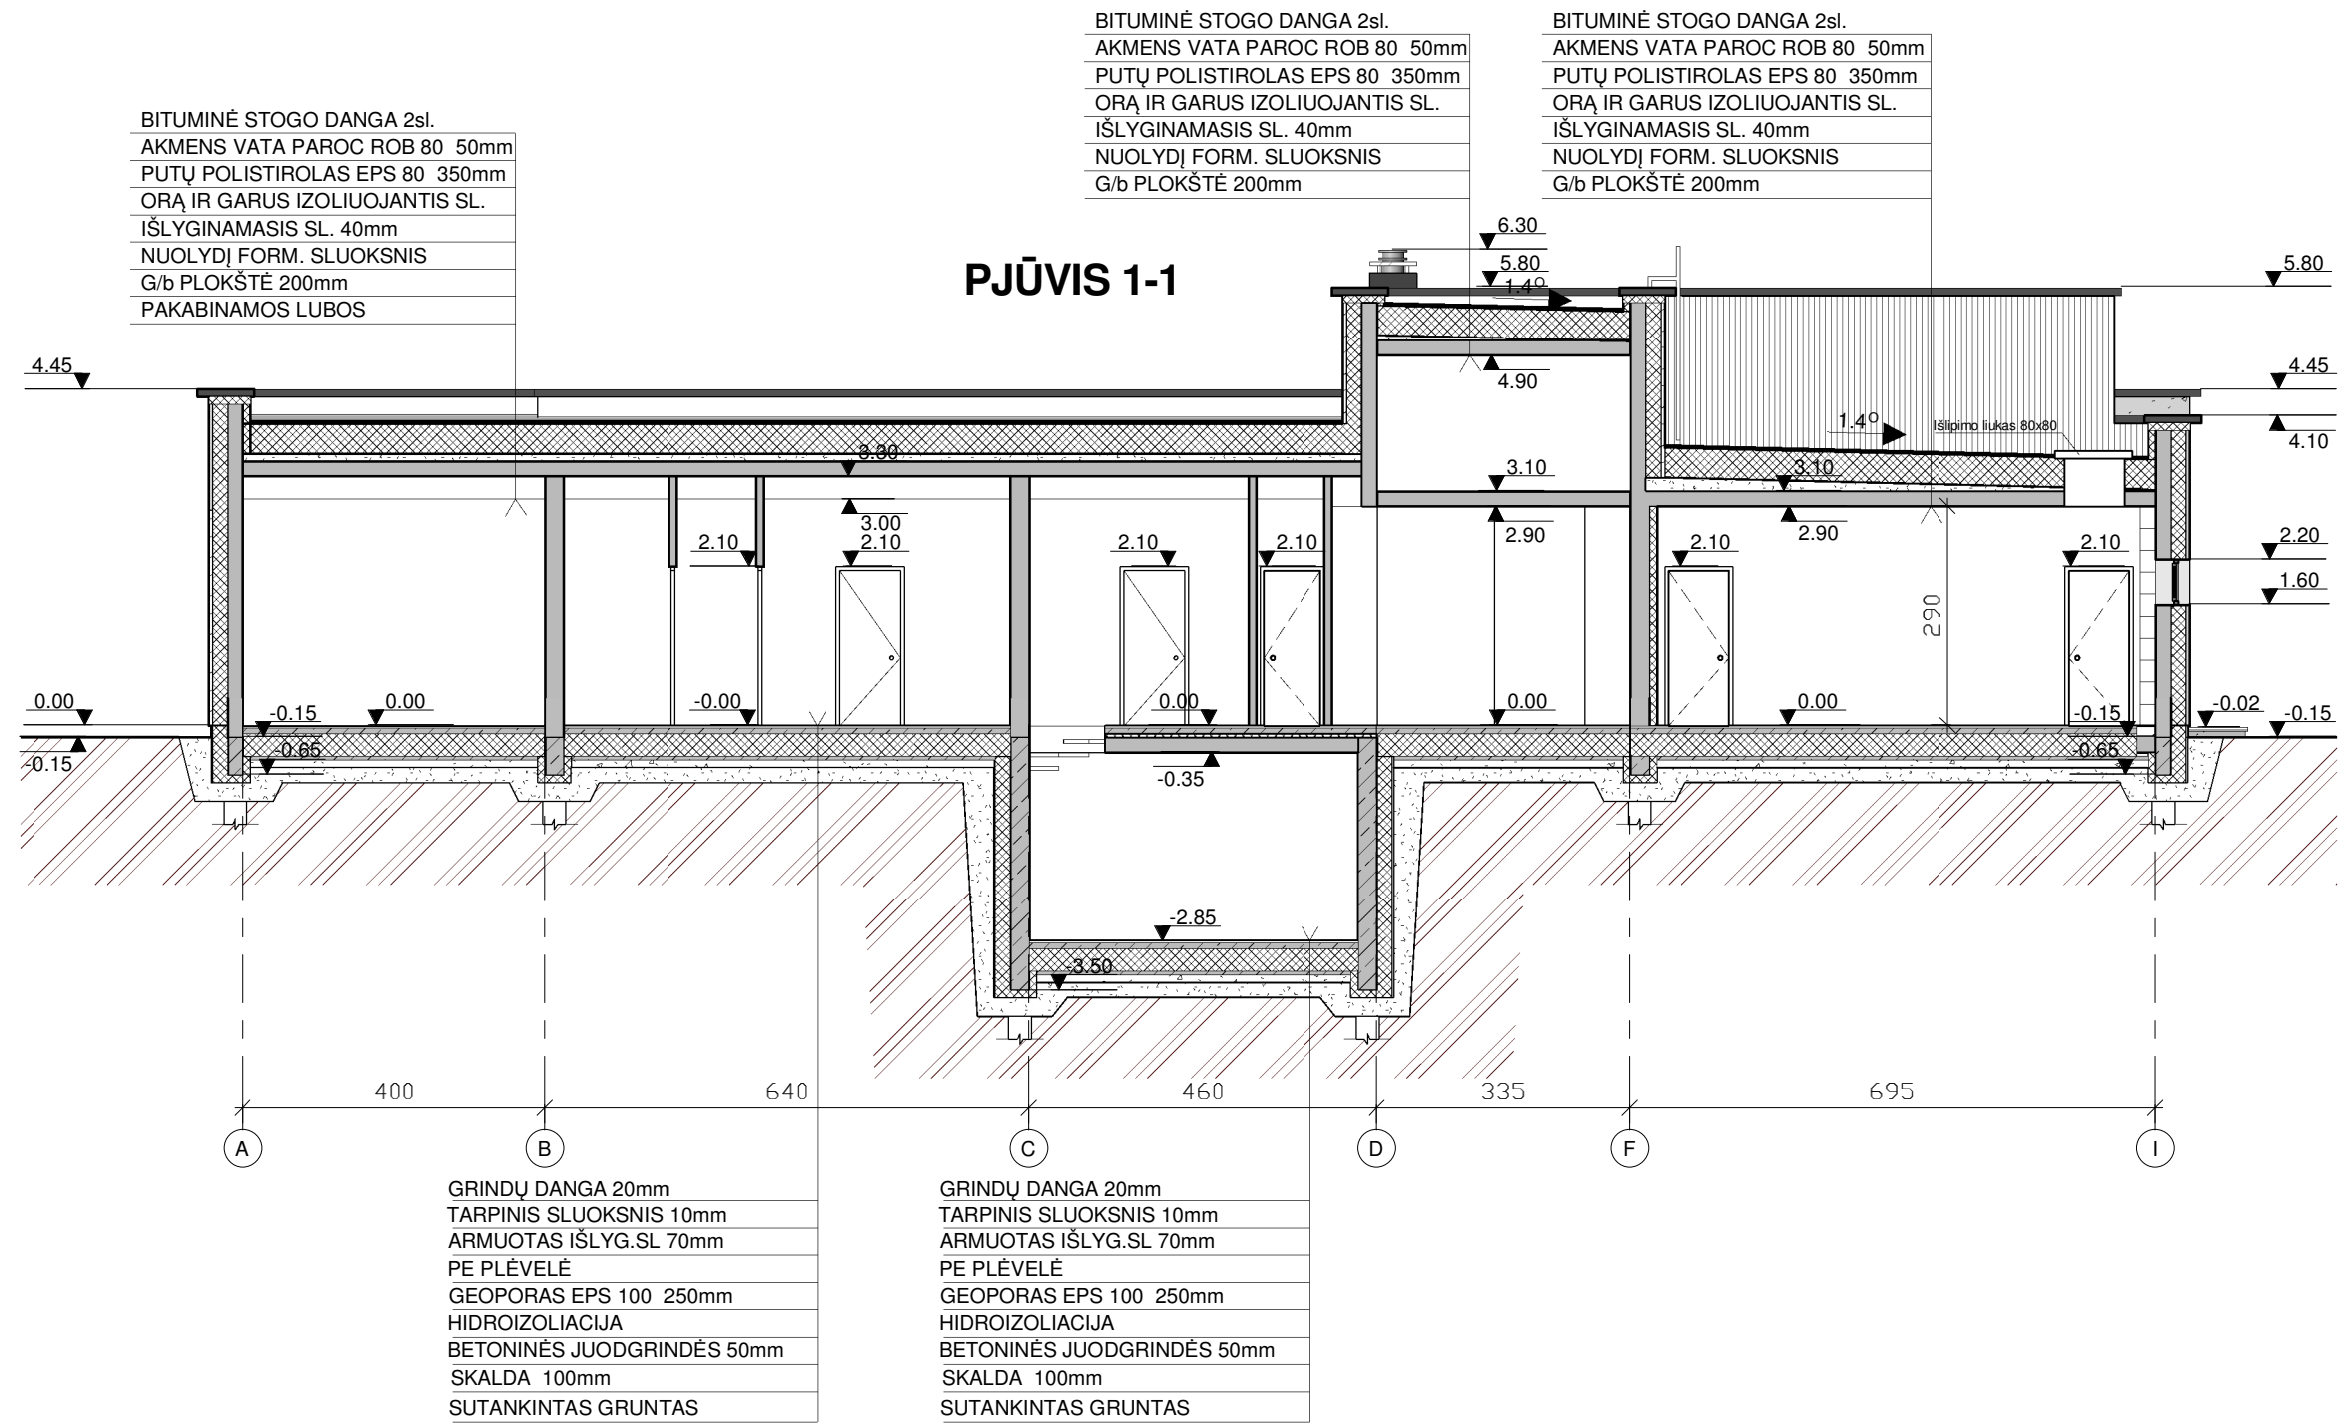 BITUMINĖ STOGO DANGA 2sl.
AKMENS VATA PAROC ROB 80 50mm
PUTŲ POLISTIROLAS EPS 80 350mm
ORĄ IR GARUS IZOLIUOJANTIS SL.
IŠLYGINAMASIS SL. 40mm
NUOLYDĮ FORM. SLUOKSNIS
G/b PLOKŠTĖ 200mm
BITUMINĖ STOGO DANGA 2sl.
AKMENS VATA PAROC ROB 80 50mm
PUTŲ POLISTIROLAS EPS 80 350mm
ORĄ IR GARUS IZOLIUOJANTIS SL.
IŠLYGINAMASIS SL. 40mm
NUOLYDĮ FORM. SLUOKSNIS
G/b PLOKŠTĖ 200mm
BITUMINĖ STOGO DANGA 2sl.
AKMENS VATA PAROC ROB 80 50mm
PUTŲ POLISTIROLAS EPS 80 350mm
ORĄ IR GARUS IZOLIUOJANTIS SL.
IŠLYGINAMASIS SL. 40mm
NUOLYDĮ FORM. SLUOKSNIS
G/b PLOKŠTĖ 200mm
PAKABINAMOS LUBOS
PJŪVIS 1-1
6.30
5.80
5.80
1.4°
4.45
4.90
4.45
4.10
1.4°
Išlipimo liukas 80x80
3.30
3.10
3.10
3.00
2.90
2.90
2.10
2.10
2.10
2.10
2.10
2.10
2.20
1.60
290
0.00
-0.15
-0.15
0.00
-0.65
-0.00
0.00
0.00
0.00
-0.15
-0.65
-0.02
-0.15
-0.35
-2.85
-3.50
400
640
460
335
695
A
B
C
D
F
I
GRINDŲ DANGA 20mm
TARPINIS SLUOKSNIS 10mm
ARMUOTAS IŠLYG.SL 70mm
PE PLĖVELĖ
GEOPORAS EPS 100 250mm
HIDROIZOLIACIJA
BETONINĖS JUODGRINDĖS 50mm
SKALDA 100mm
SUTANKINTAS GRUNTAS
GRINDŲ DANGA 20mm
TARPINIS SLUOKSNIS 10mm
ARMUOTAS IŠLYG.SL 70mm
PE PLĖVELĖ
GEOPORAS EPS 100 250mm
HIDROIZOLIACIJA
BETONINĖS JUODGRINDĖS 50mm
SKALDA 100mm
SUTANKINTAS GRUNTAS